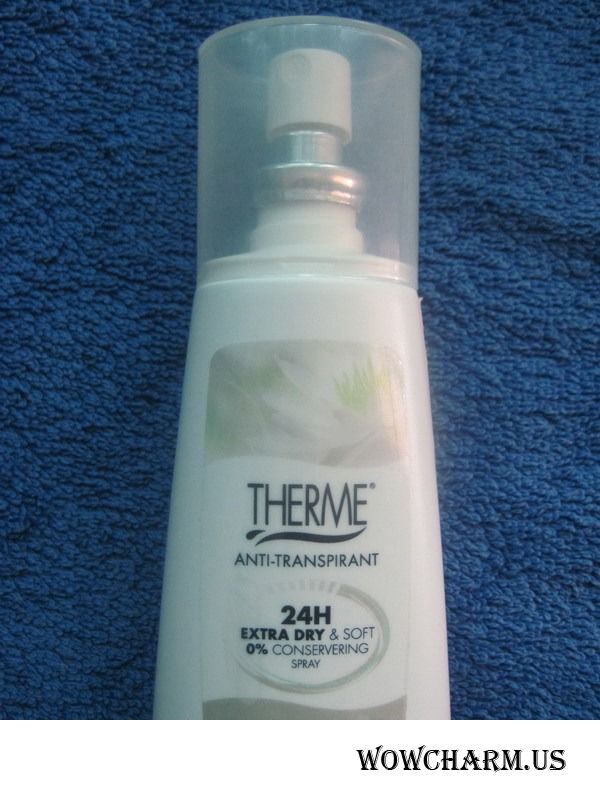 THERME®
ANTI-TRANSPIRANT
24H
EXTRA DRY & SOFT
0% CONSERVERING
SPRAY
WOWCHARM.US